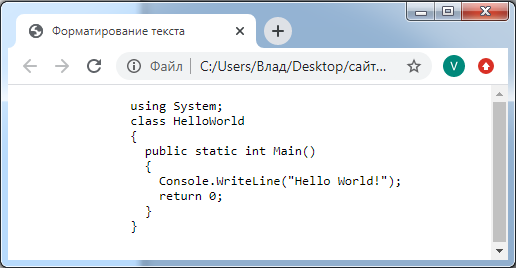 Форматирование текста
Файл
C:/Users/Влад/Desktop/сайт...
V
using System;
class HelloWorld
{
  public static int Main()
  {
    Console.WriteLine("Hello World!");
    return 0;
  }
}